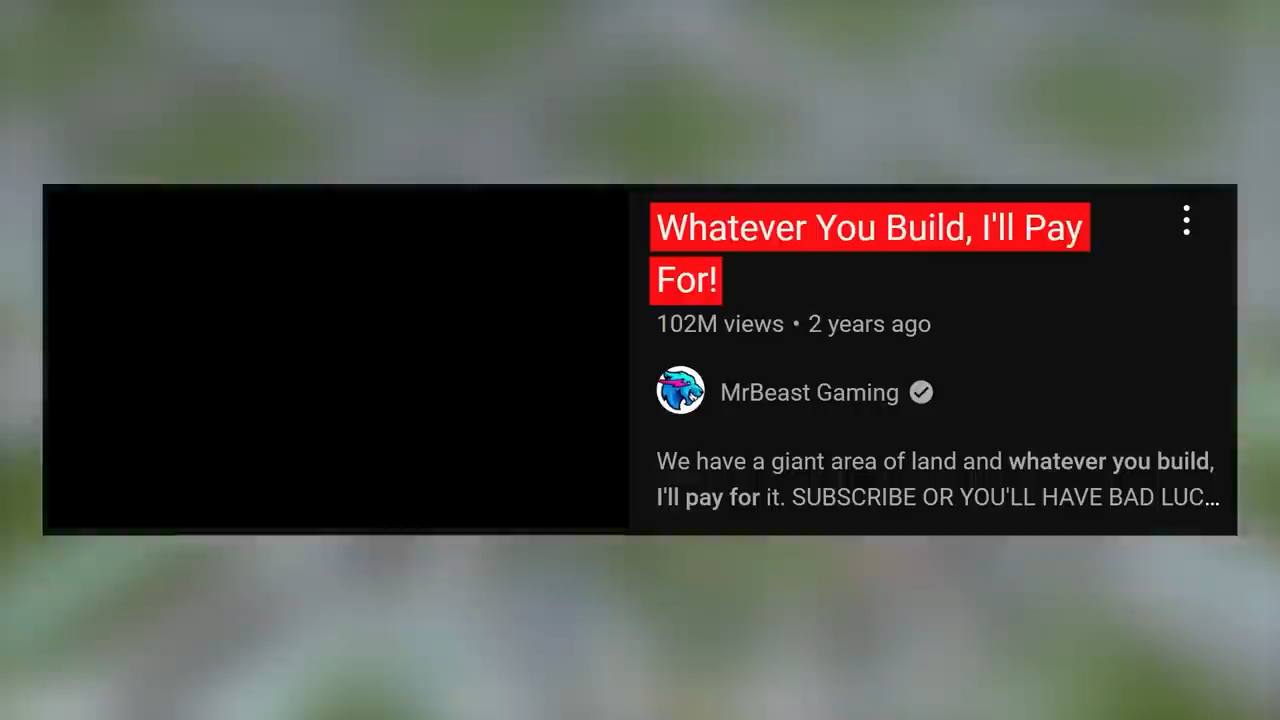 Whatever You Build, I'll Pay
For!
102M views • 2 years ago
MrBeast Gaming
We have a giant area of land and whatever you build,
I'll pay for it. SUBSCRIBE OR YOU'LL HAVE BAD LUC...